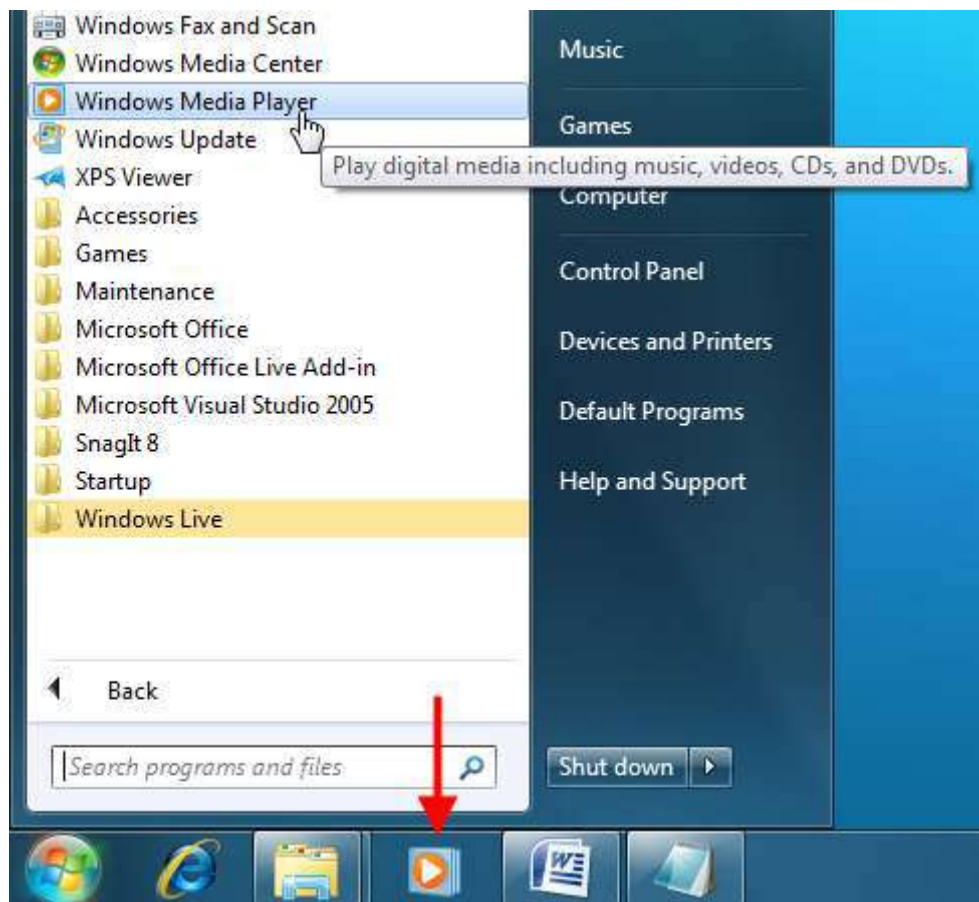 Windows Fax and Scan
Windows Media Center
Windows Media Player
Windows Update
XPS Viewer
Accessories
Games
Maintenance
Microsoft Office
Microsoft Office Live Add-in
Microsoft Visual Studio 2005
SnagIt 8
Startup
Windows Live
Back
Search programs and files
Music
Games
Play digital media including music, videos, CDs, and DVDs.
Computer
Control Panel
Devices and Printers
Default Programs
Help and Support
Shut down
W